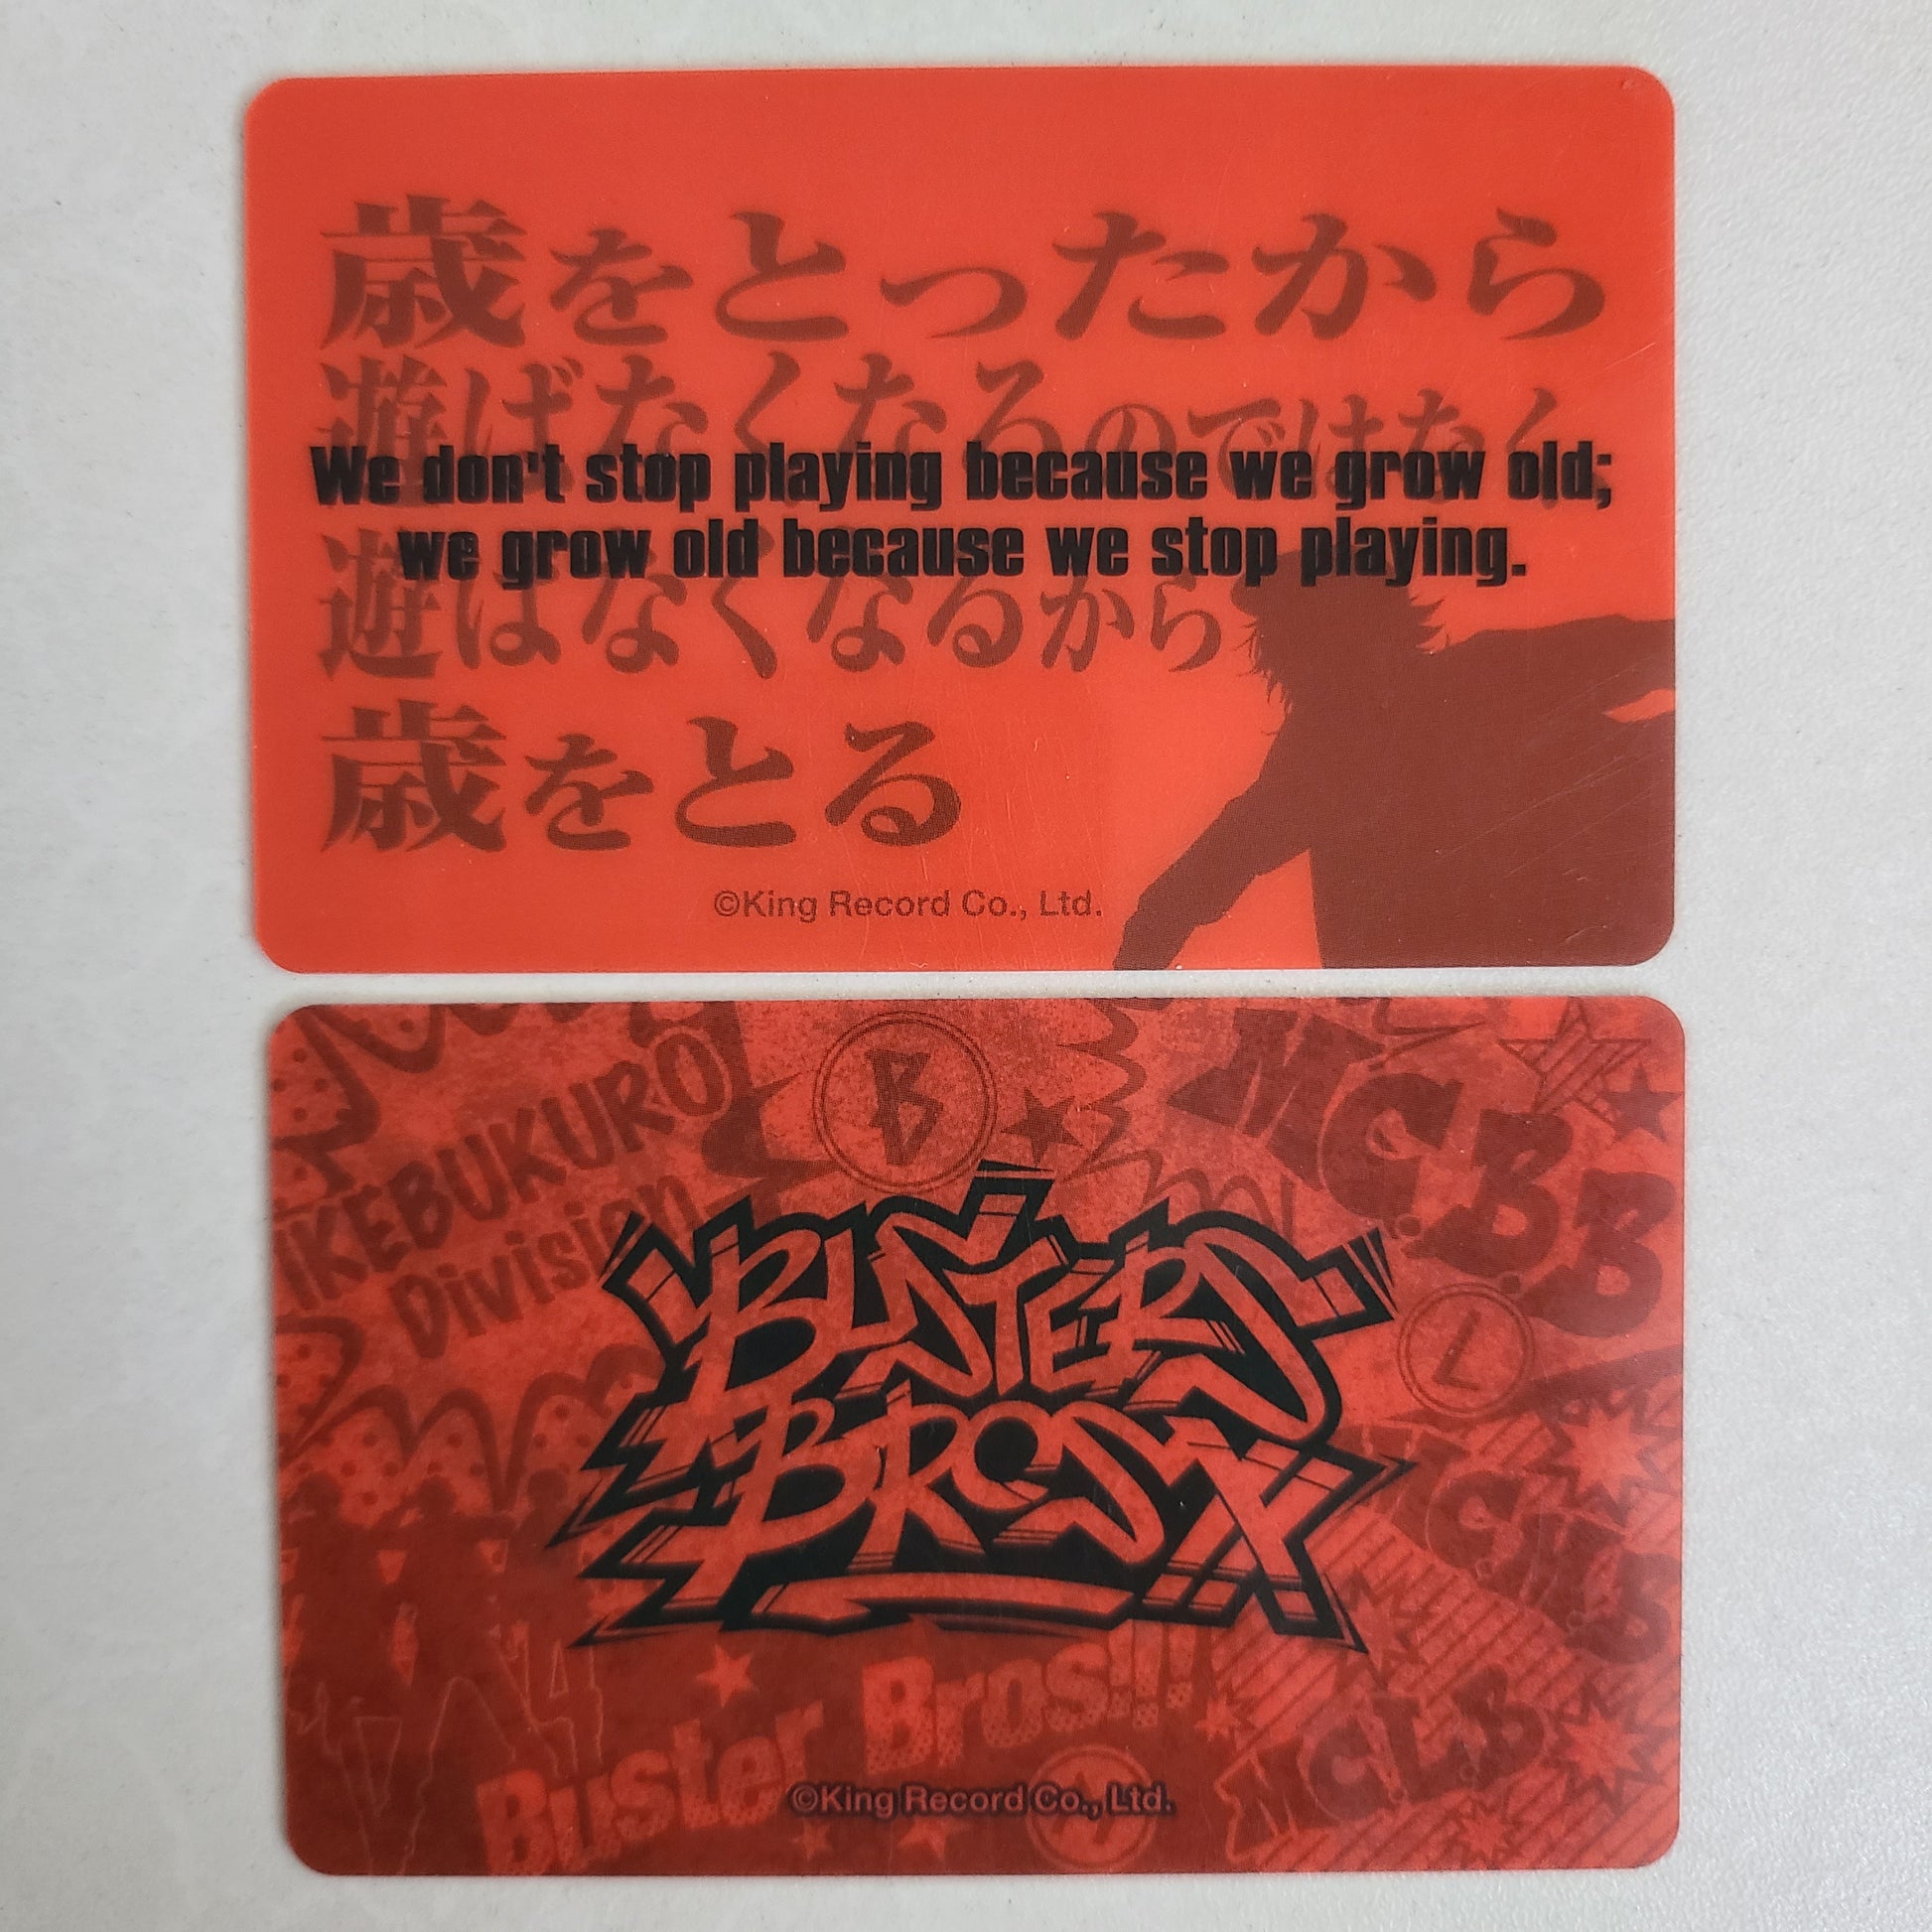 歳をとったから
遊ばなくなるのではなく
We don't stop playing because we grow old;
we grow old because we stop playing.
遊ばなくなるから
歳をとる
©King Record Co., Ltd.
B
IKEBUKURO
Division
M.C.B.B
BUSTERS
BROS
L
M.C.M.B
Buster Bros!!!
M.C.L.B
©King Record Co., Ltd.